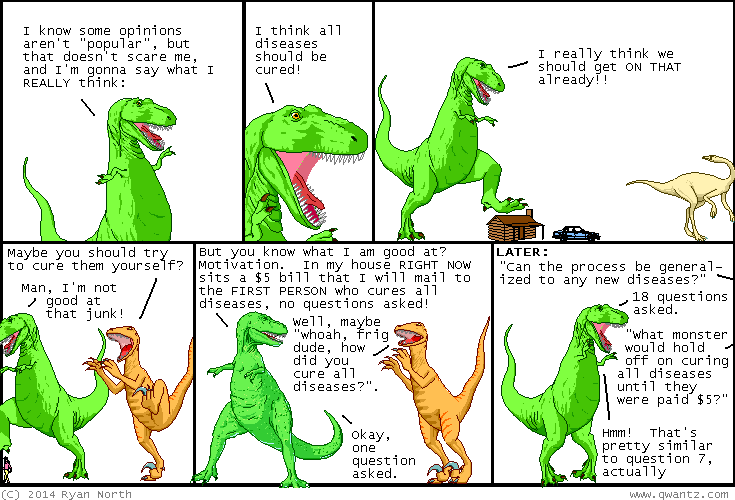 I know some opinions
aren't "popular", but
that doesn't scare me,
and I'm gonna say what I
REALLY think:
I think all
diseases
should be
cured!
I really think we
should get ON THAT
already!!
Maybe you should try
to cure them yourself?
Man, I'm not
good at
that junk!
But you know what I am good at?
Motivation. In my house RIGHT NOW
sits a $5 bill that I will mail to
the FIRST PERSON who cures all
diseases, no questions asked!
Well, maybe
"whoah, frig
dude, how
did you
cure all
diseases?".
Okay,
one
question
asked.
LATER:
"Can the process be general-
ized to any new diseases?"
18 questions
asked.
"What monster
would hold
off on curing
all diseases
until they
were paid $5?"
Hmm! That's
pretty similar
to question 7,
actually
(C) 2014 Ryan North
www.qwantz.com